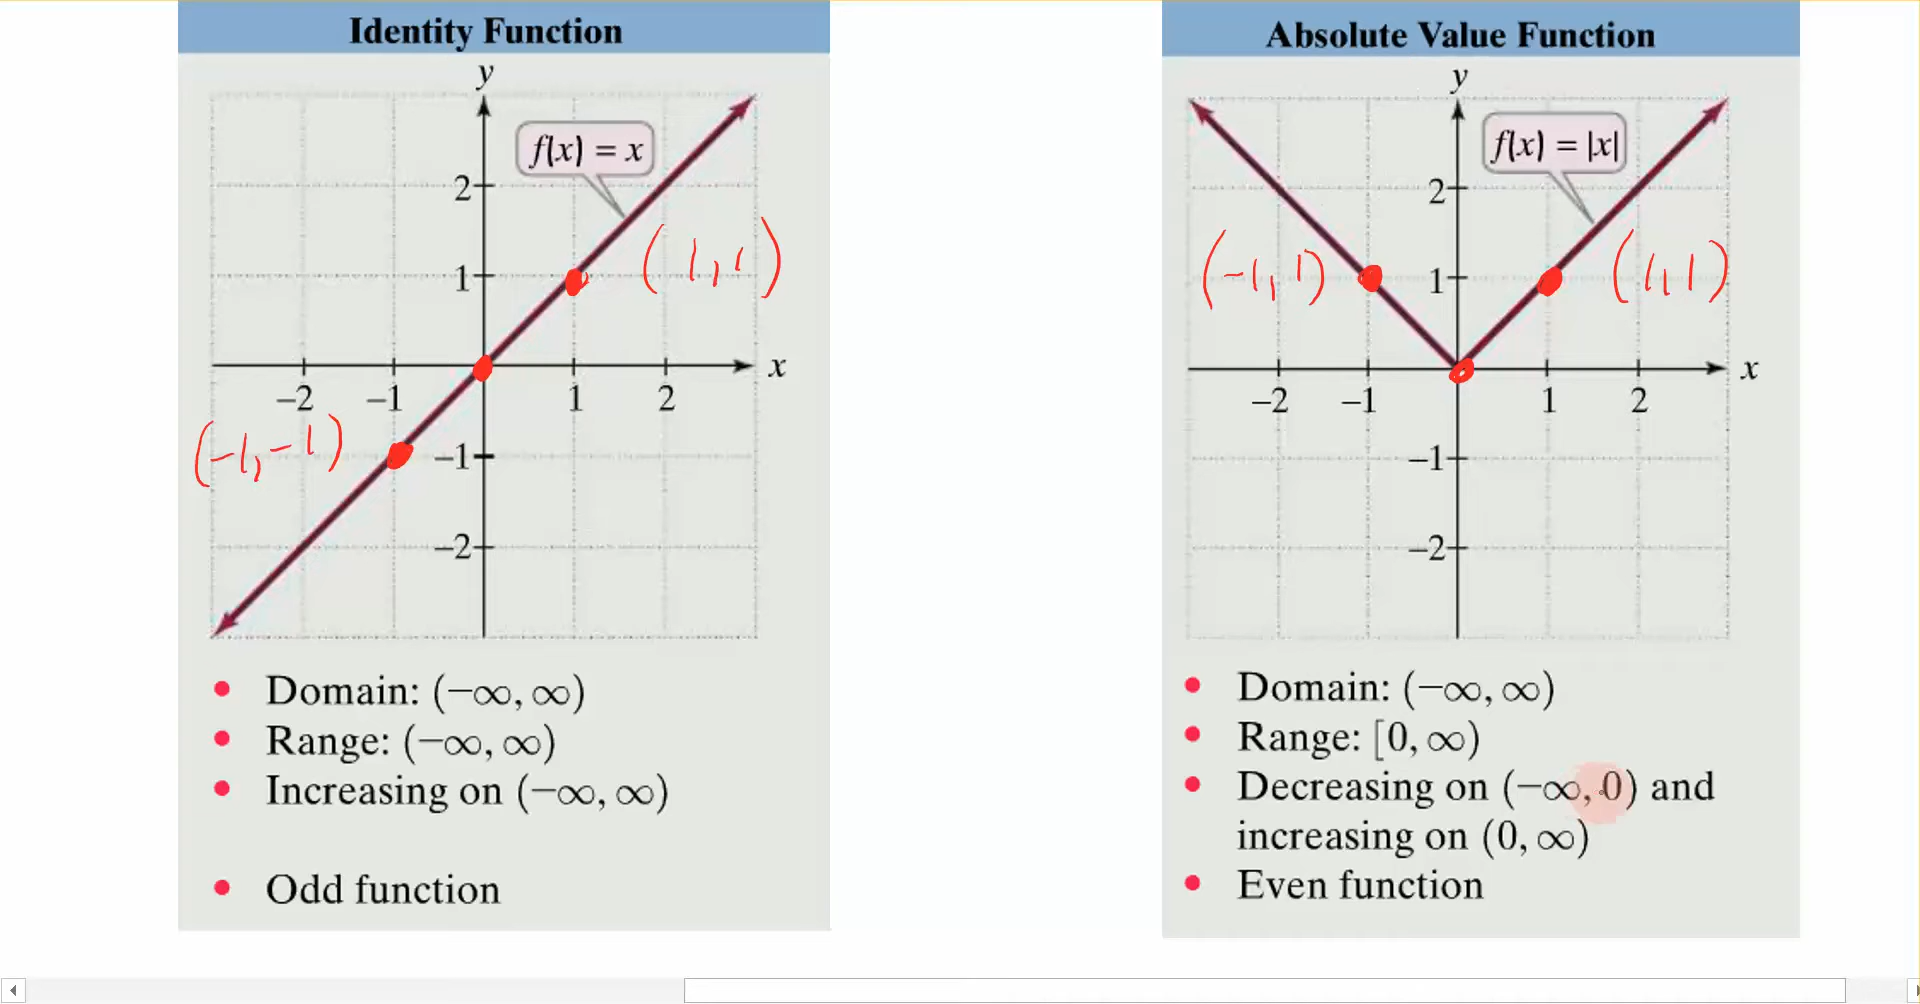 Identity Function
y
f(x) = x
2
(1, 1)
1
x
−2 −1 1 2
(-1, -1)
−1
−2
• Domain: (−∞, ∞)
• Range: (−∞, ∞)
• Increasing on (−∞, ∞)
• Odd function
Absolute Value Function
y
f(x) = |x|
2
(-1, 1) 1 (1, 1)
x
−2 −1 1 2
−1
−2
• Domain: (−∞, ∞)
• Range: [0, ∞)
• Decreasing on (−∞, 0) and
increasing on (0, ∞)
• Even function